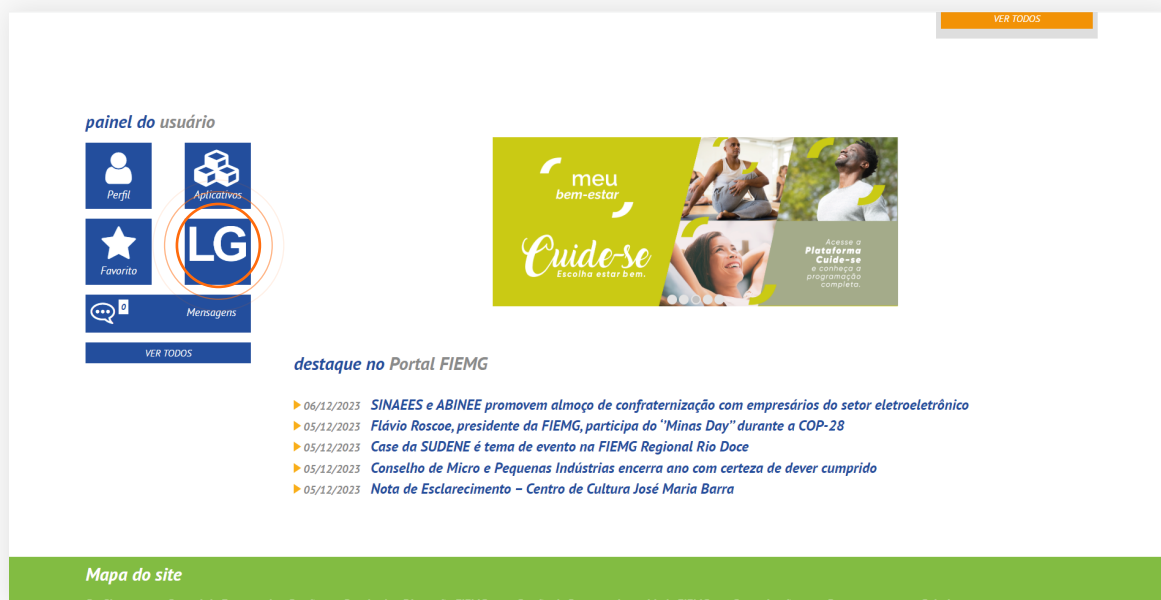 VER TODOS
painel do usuário
Perfil
Aplicativos
Favorito
LG
0
Mensagens
VER TODOS
meu
bem-estar
Cuide-se
Escolha estar bem.
Acesse a
Plataforma
Cuide-se
e conheça a
programação
completa.
destaque no Portal FIEMG
06/12/2023 SINAEES e ABINEE promovem almoço de confraternização com empresários do setor eletroeletrônico
05/12/2023 Flávio Roscoe, presidente da FIEMG, participa do ‘’Minas Day’’ durante a COP-28
05/12/2023 Case da SUDENE é tema de evento na FIEMG Regional Rio Doce
05/12/2023 Conselho de Micro e Pequenas Indústrias encerra ano com certeza de dever cumprido
05/12/2023 Nota de Esclarecimento – Centro de Cultura José Maria Barra
Mapa do site